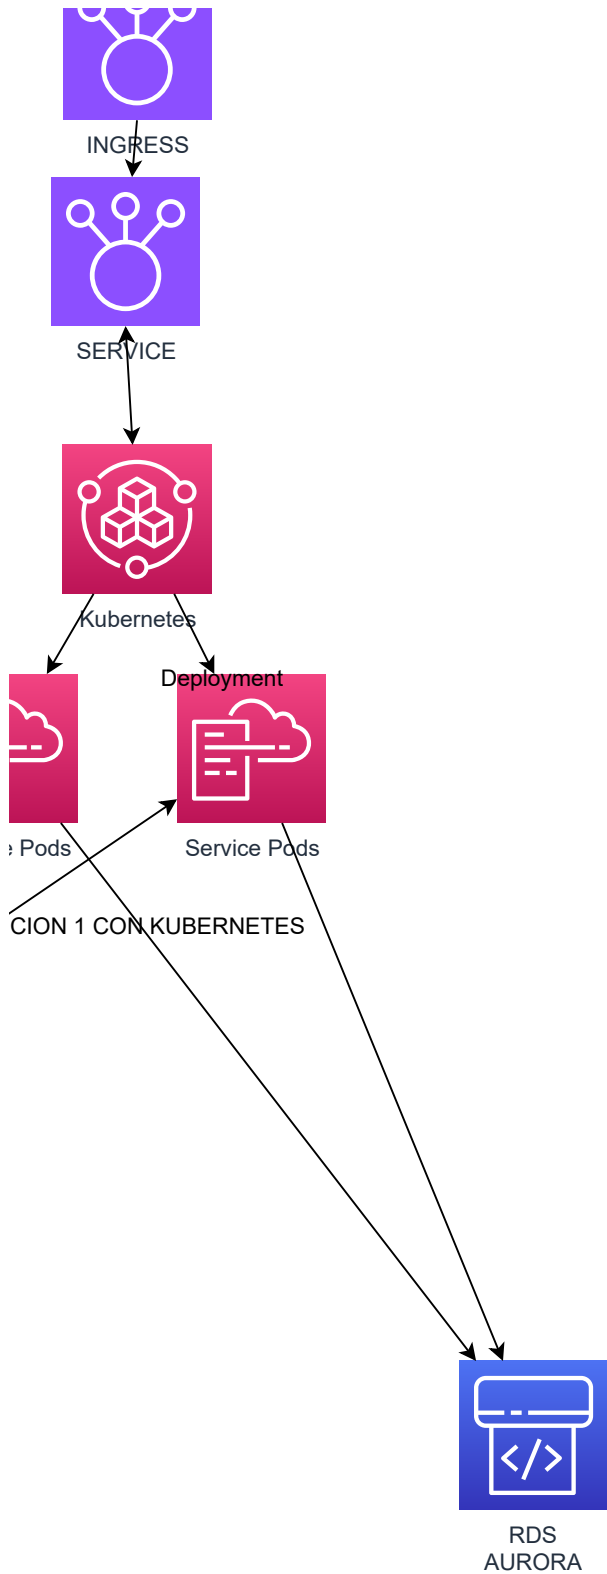 INGRESS
SERVICE
Kubernetes
Deployment
Pods
Service Pods
CION 1 CON KUBERNETES
</>
RDS
AURORA